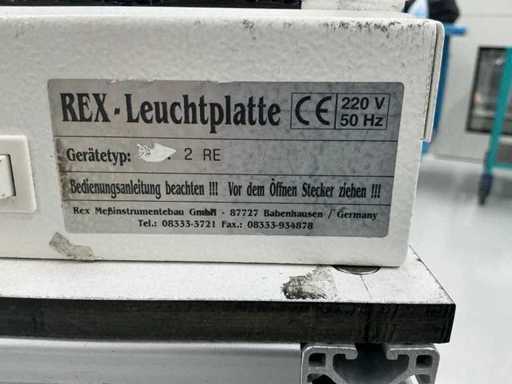 REX-Leuchtplatte CE 220 V 50 Hz
Gerätetyp: . 2 RE
Bedienungsanleitung beachten !!! Vor dem Öffnen Stecker ziehen !!!
Rex Meßinstrumentebau GmbH - 87727 Babenhausen / Germany
Tel.: 08333-3721 Fax.: 08333-934878